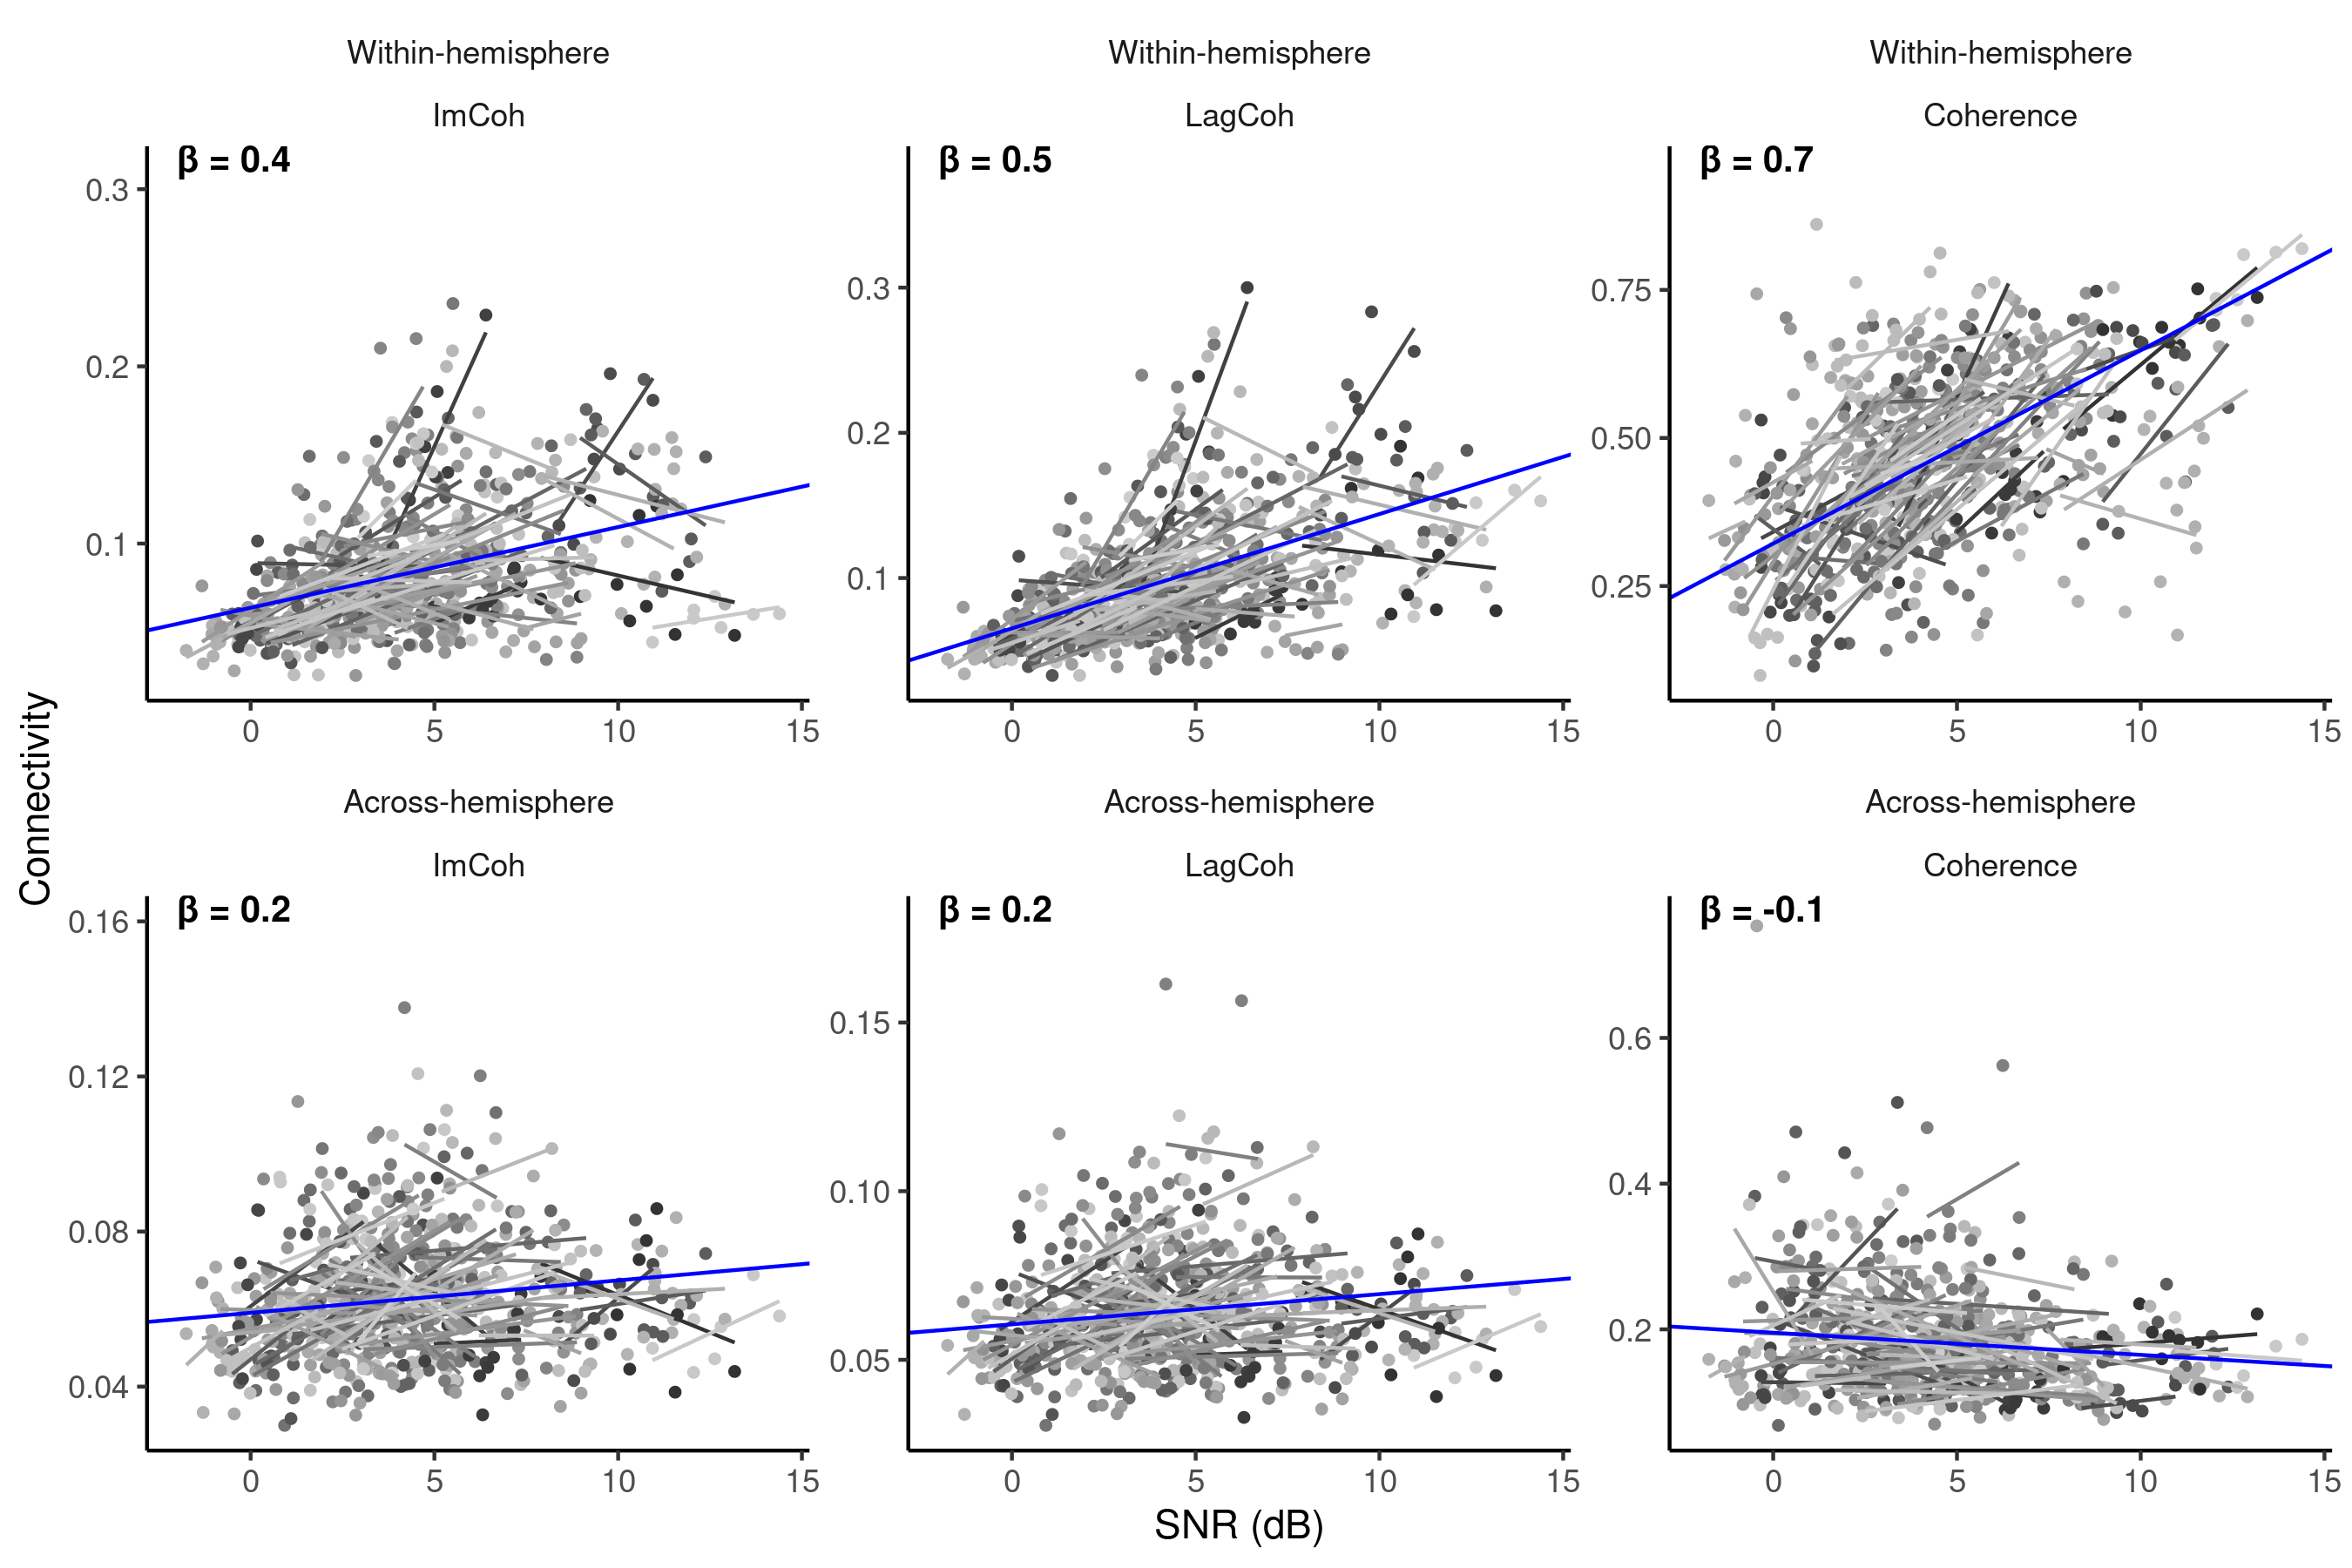 Within-hemisphere
Within-hemisphere
Within-hemisphere
ImCoh
LagCoh
Coherence
β = 0.4
β = 0.5
β = 0.7
0.3
0.2
0.1
0.3
0.2
0.1
0.75
0.50
0.25
0 5 10 15
0 5 10 15
0 5 10 15
Connectivity
Across-hemisphere
Across-hemisphere
Across-hemisphere
ImCoh
LagCoh
Coherence
β = 0.2
β = 0.2
β = -0.1
0.16
0.12
0.08
0.04
0.15
0.10
0.05
0.6
0.4
0.2
0 5 10 15
0 5 10 15
0 5 10 15
SNR (dB)